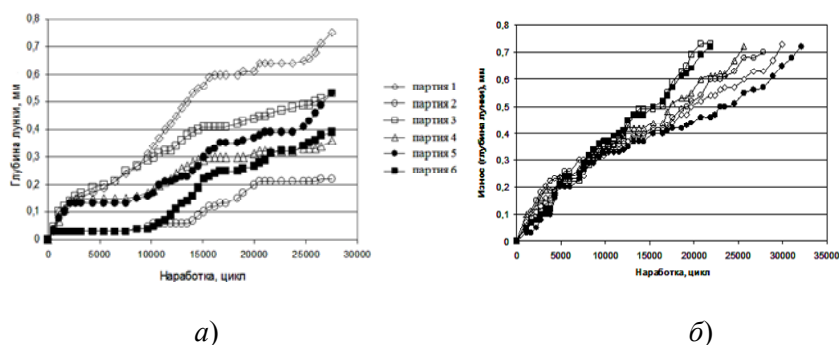 0,8
0,7
0,6
0,5
0,4
0,3
0,2
0,1
0
Глубина лунки, мм
0 5000 10000 15000 20000 25000 30000
Наработка, цикл
партия 1
партия 2
партия 3
партия 4
партия 5
партия 6
0,8
0,7
0,6
0,5
0,4
0,3
0,2
0,1
0
Износ (глубина лунки), мм
0 5000 10000 15000 20000 25000 30000 35000
Наработка, цикл
а) б)